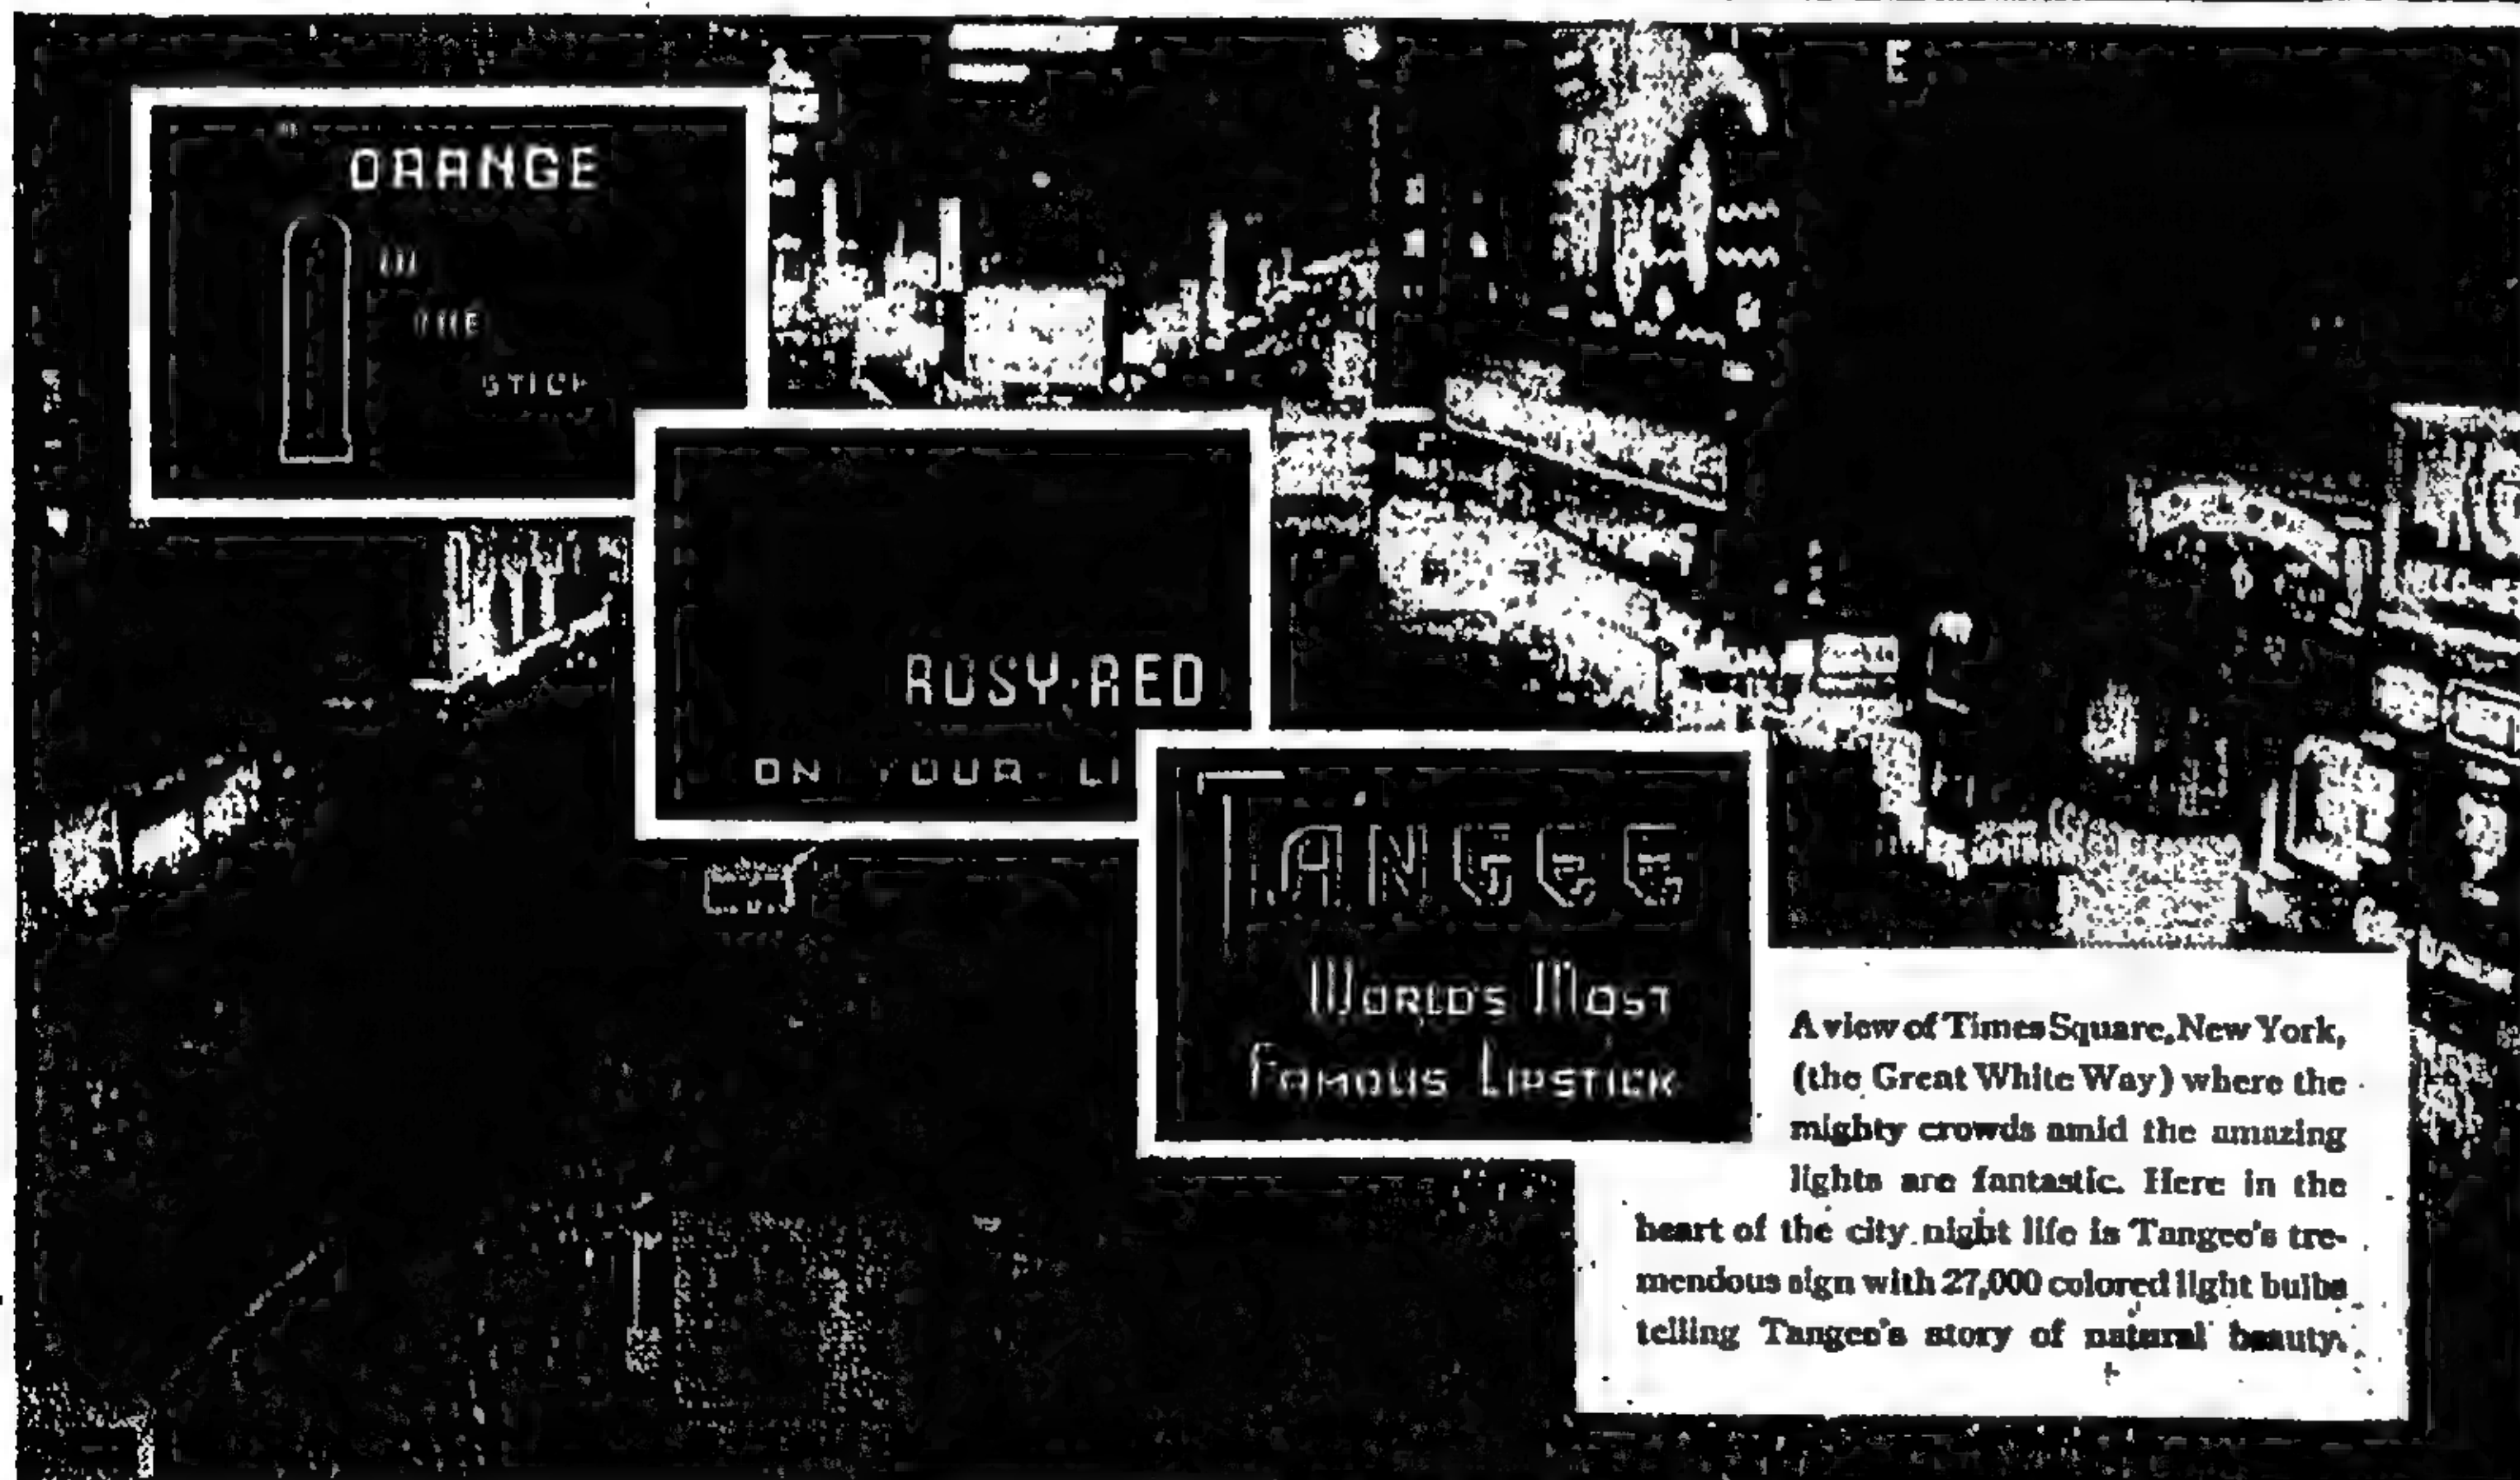 ORANGE
IN
THE
STICK
ROSY·RED
ON YOUR LI
TANGEE
WORLD'S MOST
FAMOUS LIPSTICK
A view of Times Square, New York,
(the Great White Way) where the
mighty crowds amid the amazing
lights are fantastic. Here in the
heart of the city night life is Tangee's tre-
mendous sign with 27,000 colored light bulbs
telling Tangee's story of natural beauty.